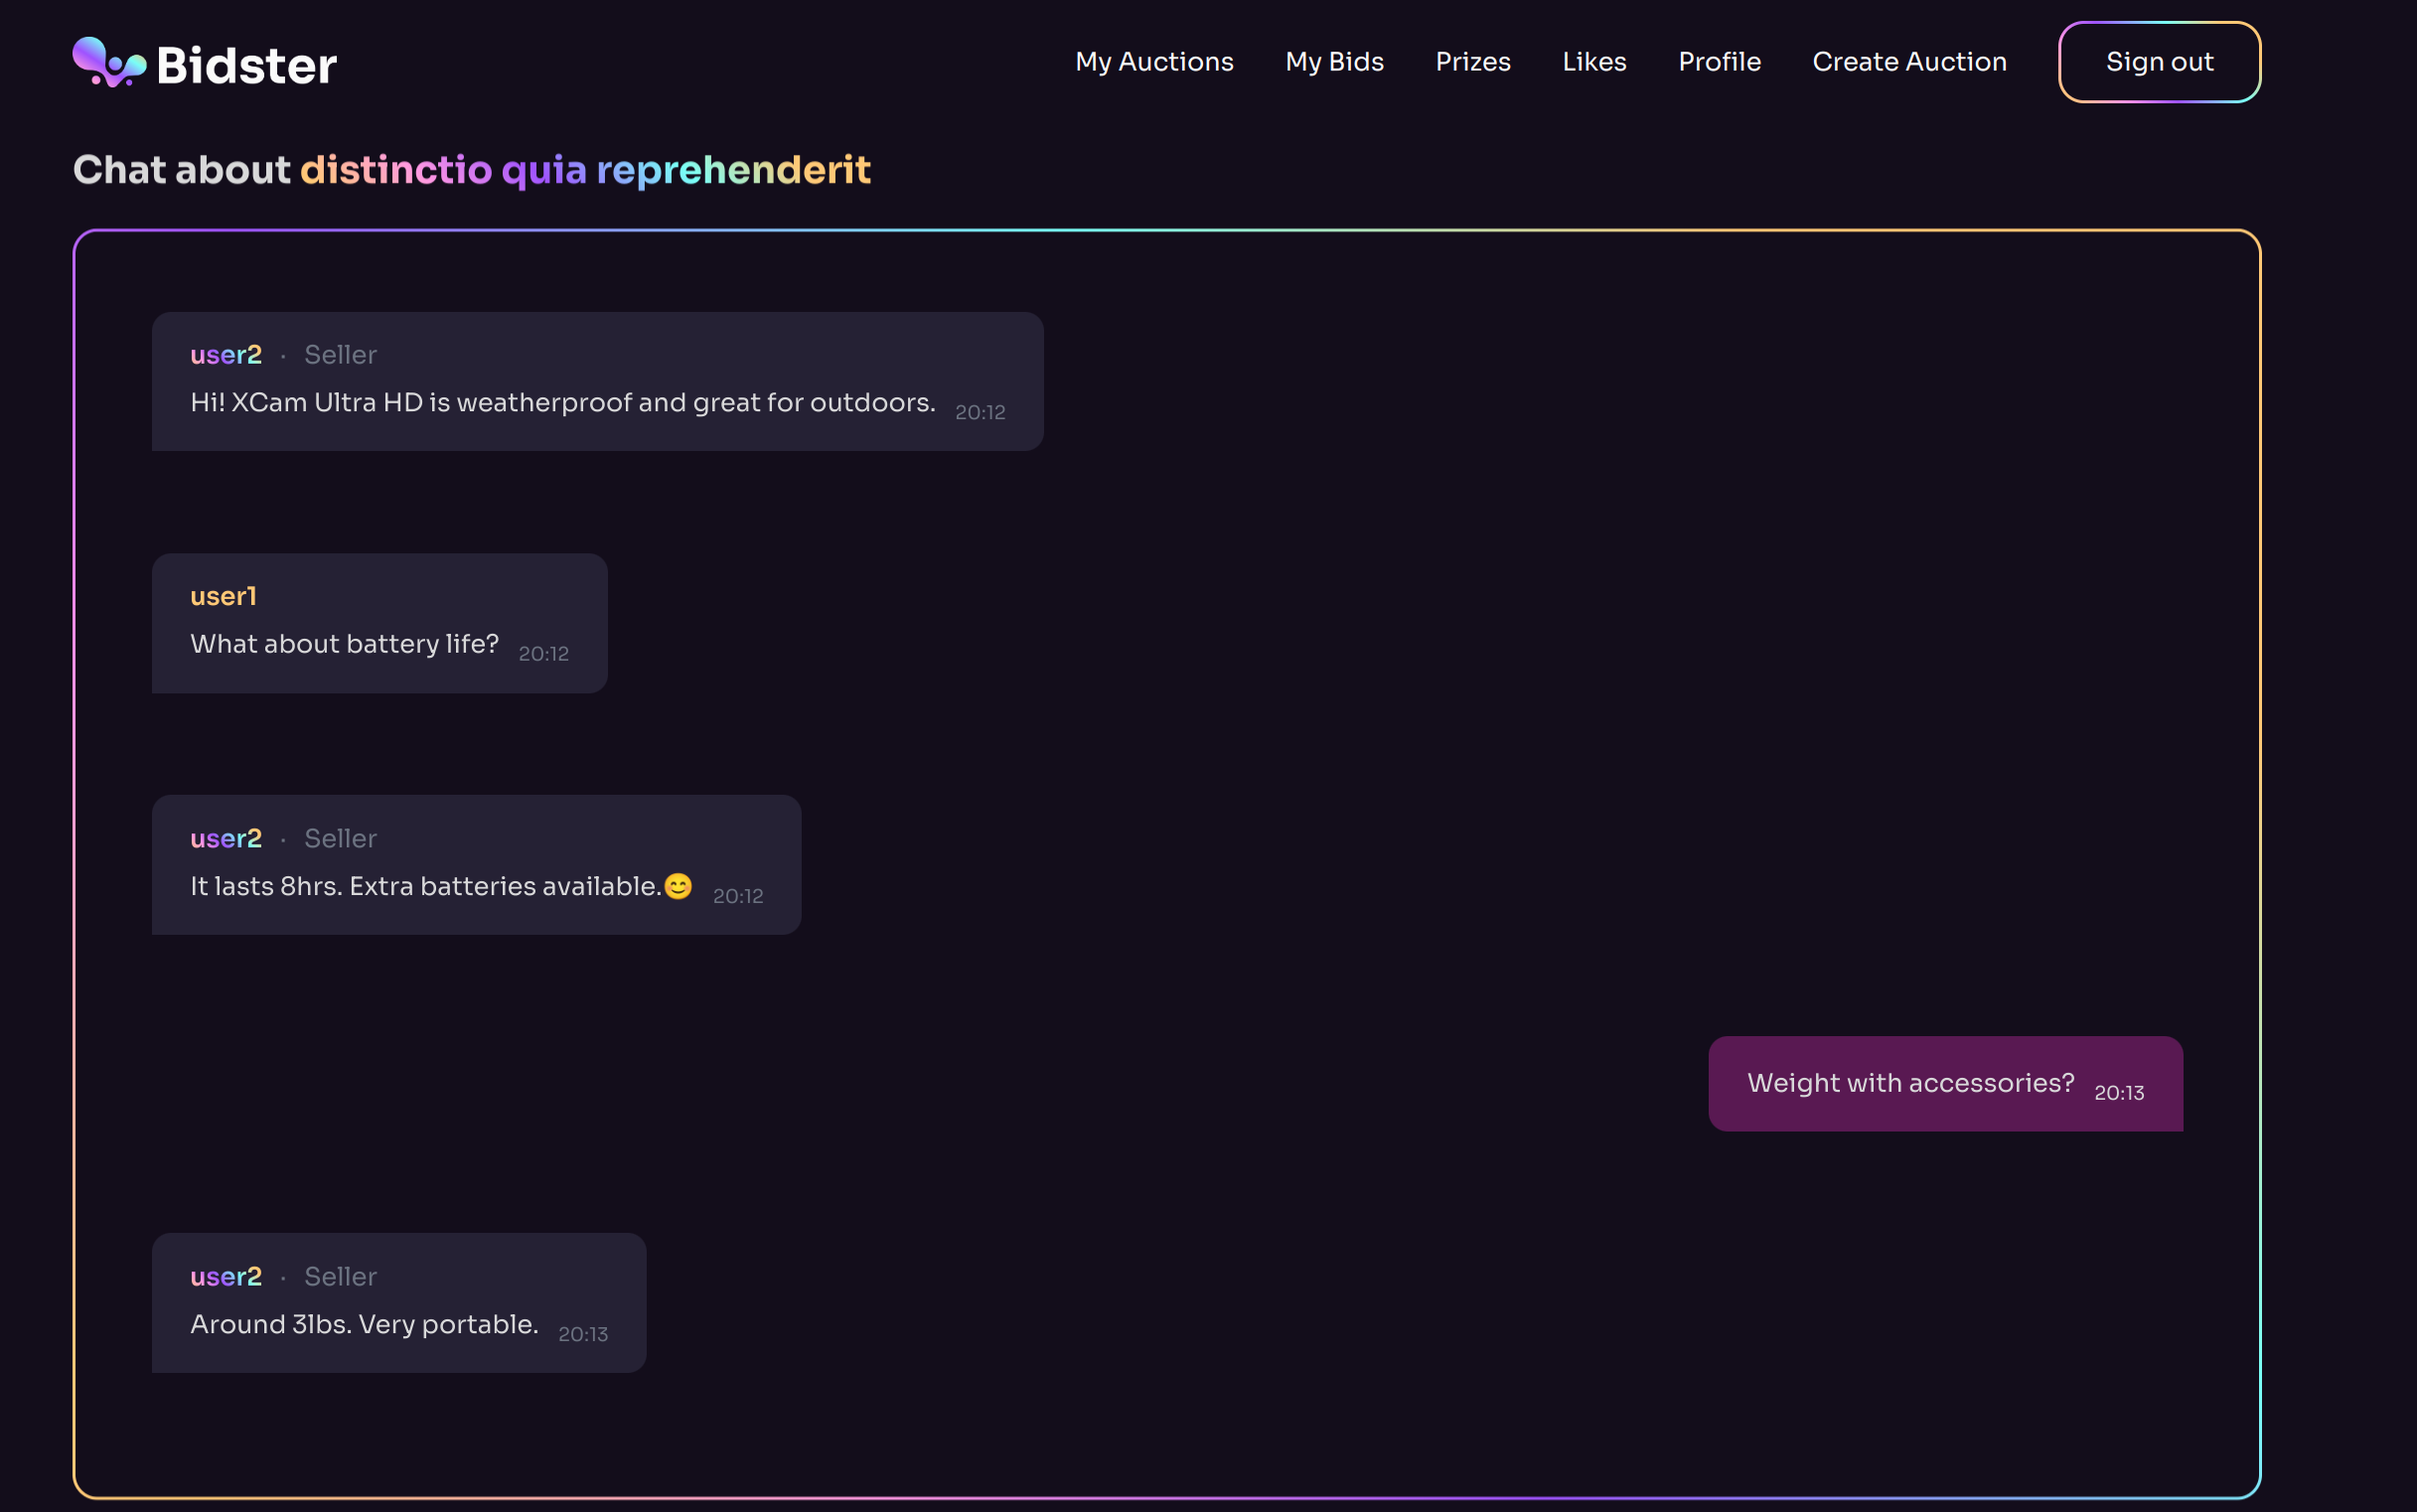 Bidster
My Auctions My Bids Prizes Likes Profile Create Auction Sign out
Chat about distinctio quia reprehenderit
user2 · Seller
Hi! XCam Ultra HD is weatherproof and great for outdoors. 20:12
user1
What about battery life? 20:12
user2 · Seller
It lasts 8hrs. Extra batteries available.😊 20:12
Weight with accessories? 20:13
user2 · Seller
Around 3lbs. Very portable. 20:13